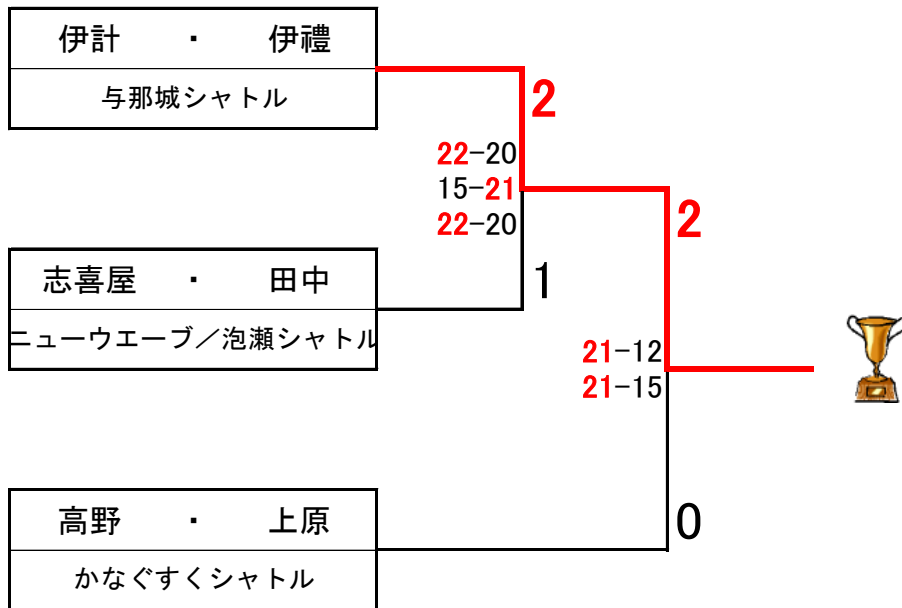 伊計 ・ 伊禮
与那城シャトル
2
22-20
15-21
22-20
2
志喜屋 ・ 田中
1
ニューウエーブ／泡瀬シャトル
21-12
21-15
高野 ・ 上原
0
かなぐすくシャトル